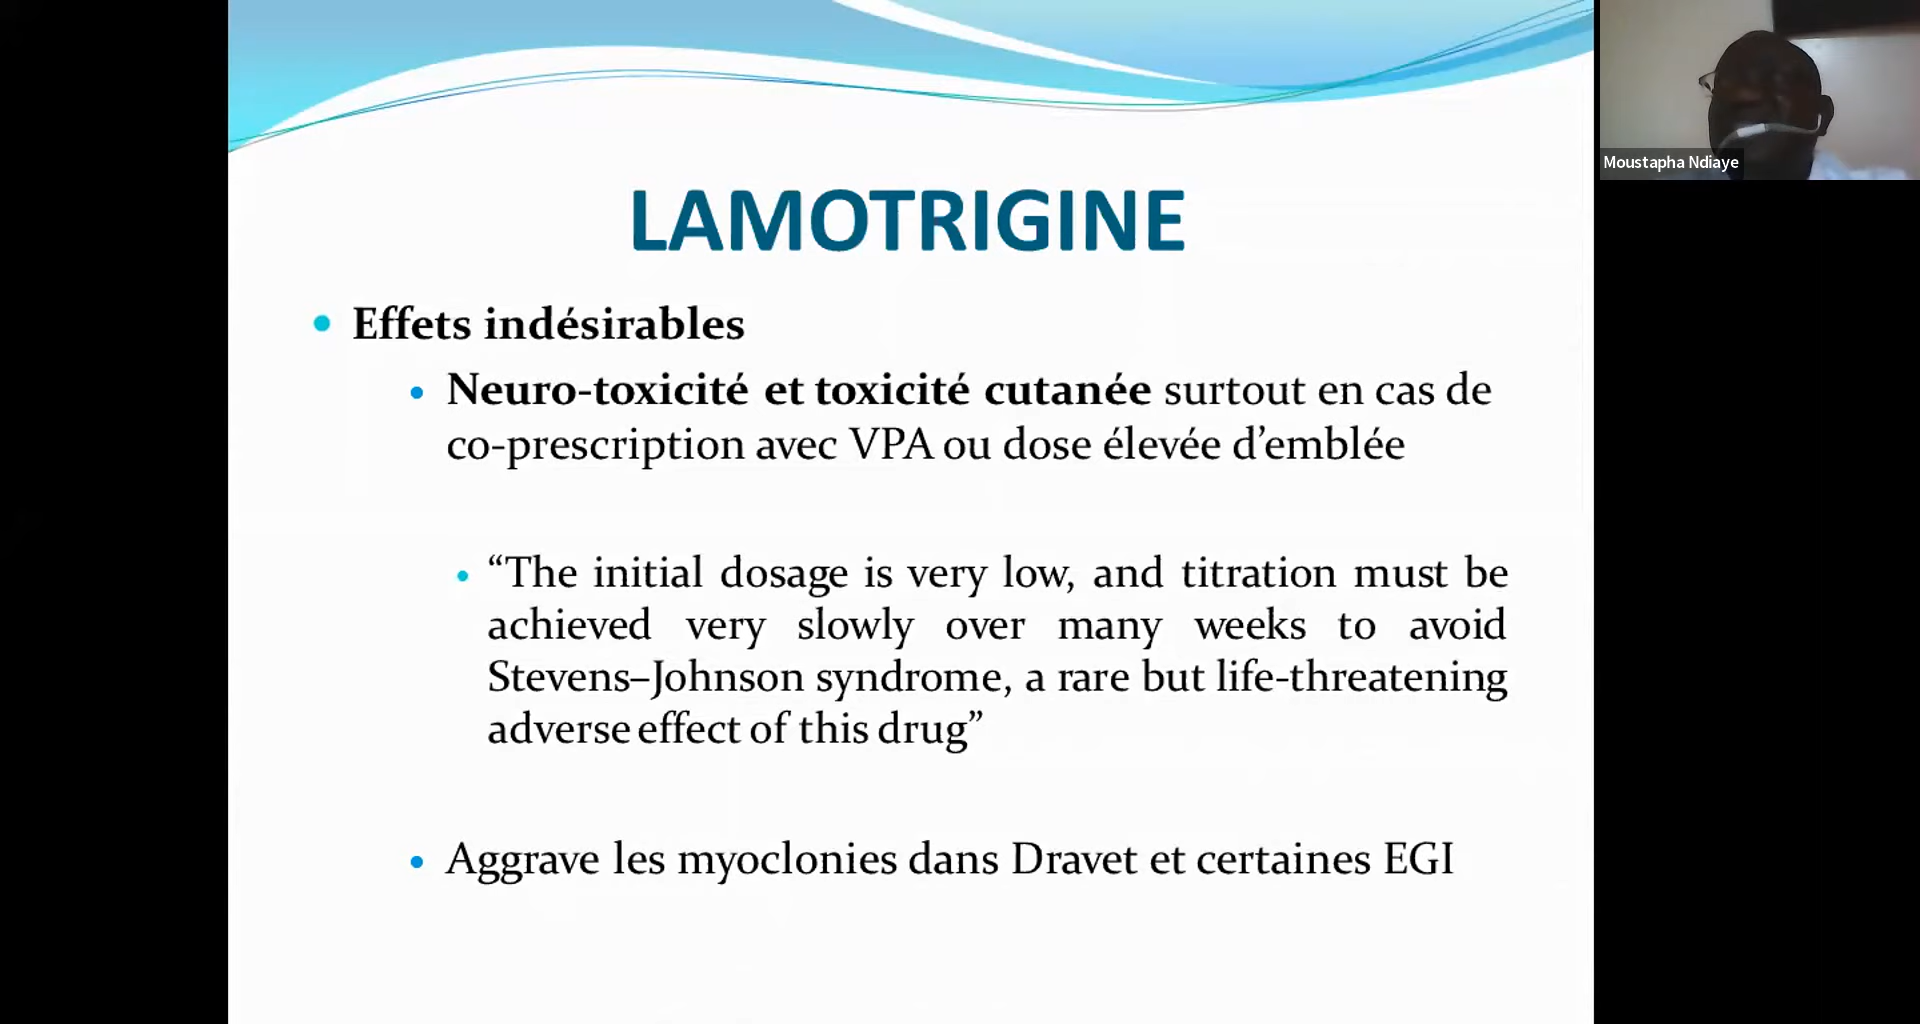 LAMOTRIGINE
• Effets indésirables
• Neuro-toxicité et toxicité cutanée surtout en cas de
co-prescription avec VPA ou dose élevée d’emblée
• “The initial dosage is very low, and titration must be
achieved very slowly over many weeks to avoid
Stevens–Johnson syndrome, a rare but life-threatening
adverse effect of this drug”
• Aggrave les myoclonies dans Dravet et certaines EGI
Moustapha Ndiaye